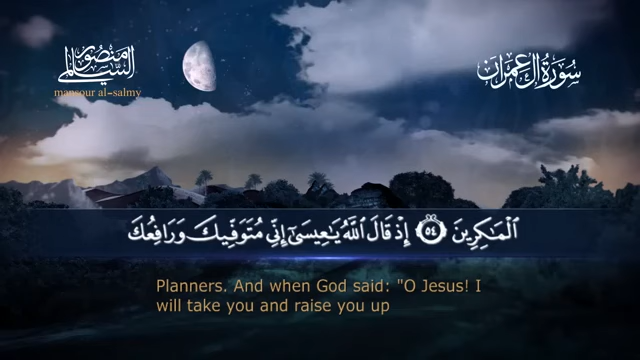 منصور السالمي
mansour al-salmy
سُورَةُ آلِ عِمْرَان
ٱلْمَٰكِرِينَ ٥٤ إِذْ قَالَ ٱللَّهُ يَٰعِيسَىٰٓ إِنِّي مُتَوَفِّيكَ وَرَافِعُكَ
Planners. And when God said: "O Jesus! I
will take you and raise you up